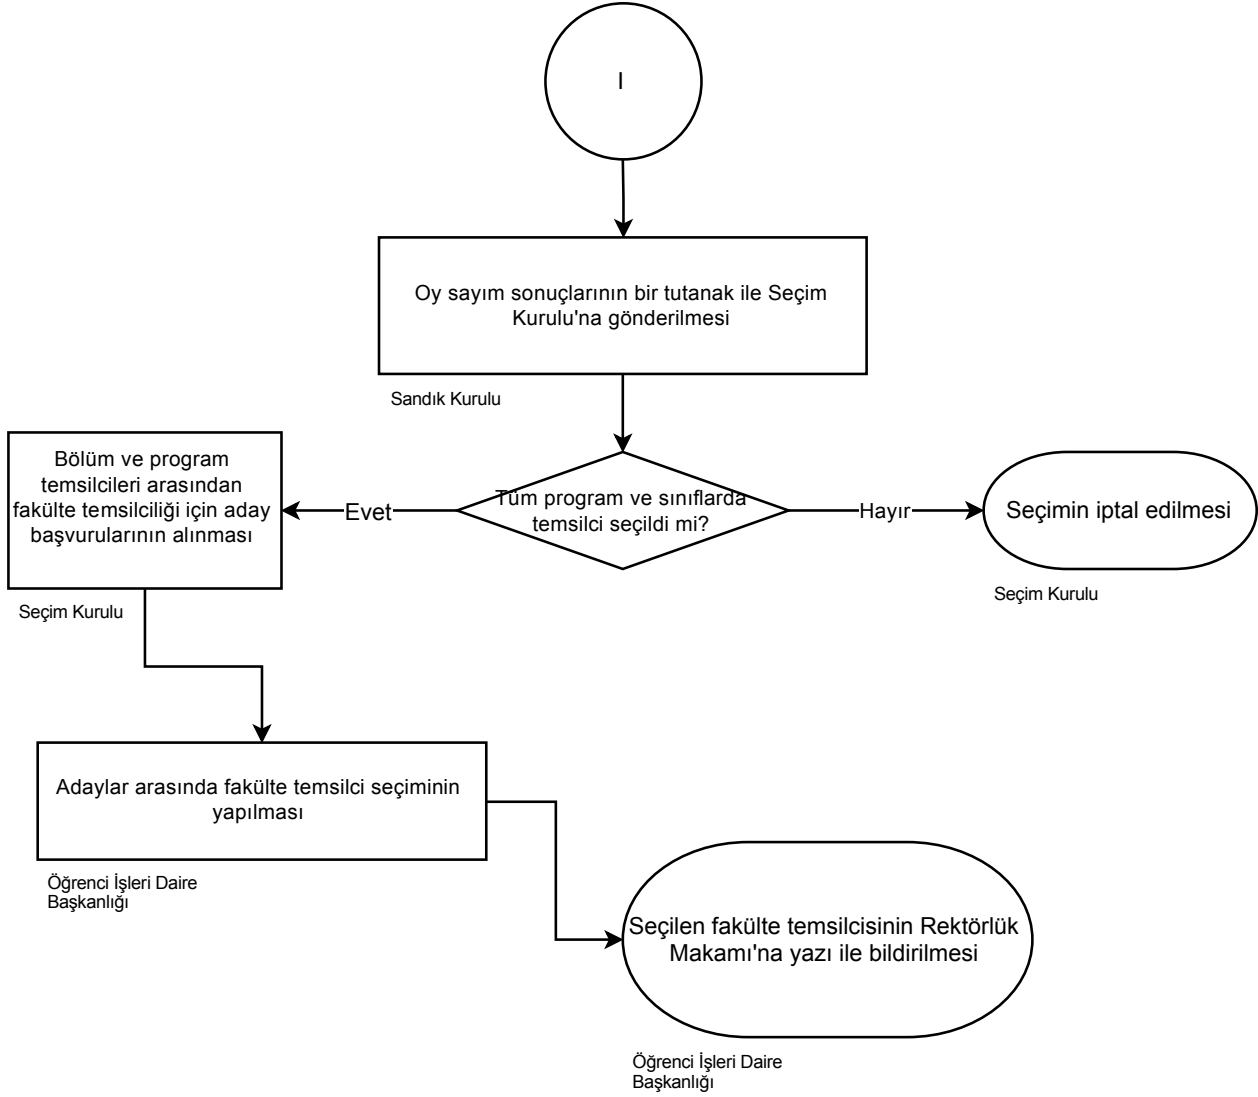 I
Oy sayım sonuçlarının bir tutanak ile Seçim
Kurulu'na gönderilmesi
Sandık Kurulu
Tüm program ve sınıflarda
temsilci seçildi mi?
Evet
Hayır
Bölüm ve program
temsilcileri arasından
fakülte temsilciliği için aday
başvurularının alınması
Seçim Kurulu
Seçimin iptal edilmesi
Seçim Kurulu
Adaylar arasında fakülte temsilci seçiminin
yapılması
Öğrenci İşleri Daire
Başkanlığı
Seçilen fakülte temsilcisinin Rektörlük
Makamı'na yazı ile bildirilmesi
Öğrenci İşleri Daire
Başkanlığı